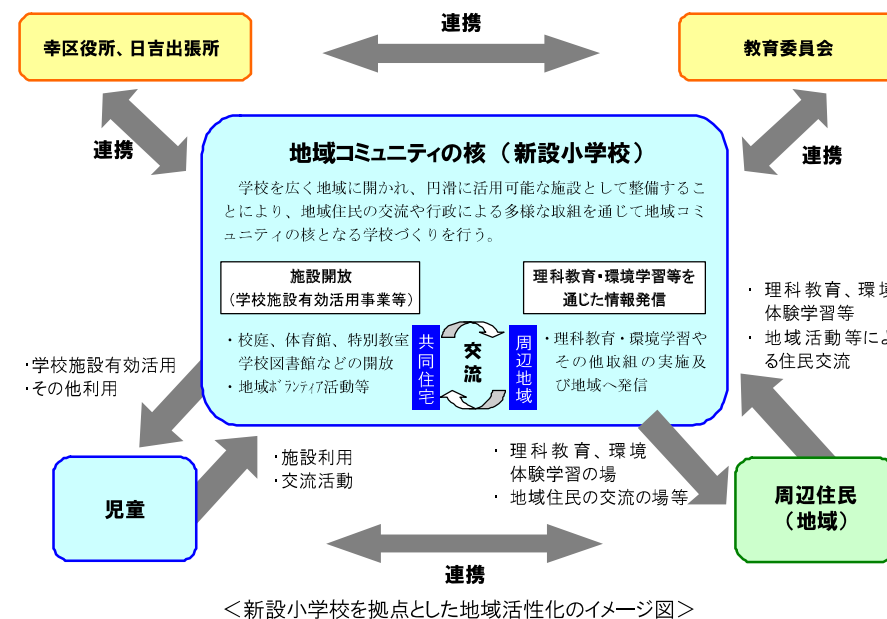 連携
幸区役所、日吉出張所
教育委員会
連携
連携
地域コミュニティの核（新設小学校）
学校を広く地域に開かれ、円滑に活用可能な施設として整備するこ
とにより、地域住民の交流や行政による多様な取組を通じて地域コミ
ュニティの核となる学校づくりを行う。
施設開放
（学校施設有効活用事業等）
理科教育・環境学習等を
通じた情報発信
・校庭、体育館、特別教室
学校図書館などの開放
・地域ボランティア活動等
共同住宅
交流
周辺地域
・理科教育・環境学習や
その他取組の実施及
び地域へ発信
・理科教育、環境
体験学習等
・地域活動等によ
る住民交流
・学校施設有効活用
・その他利用
・施設利用
・交流活動
・理科教育、環境
体験学習の場
・地域住民の交流の場等
児童
周辺住民
（地域）
連携
＜新設小学校を拠点とした地域活性化のイメージ図＞